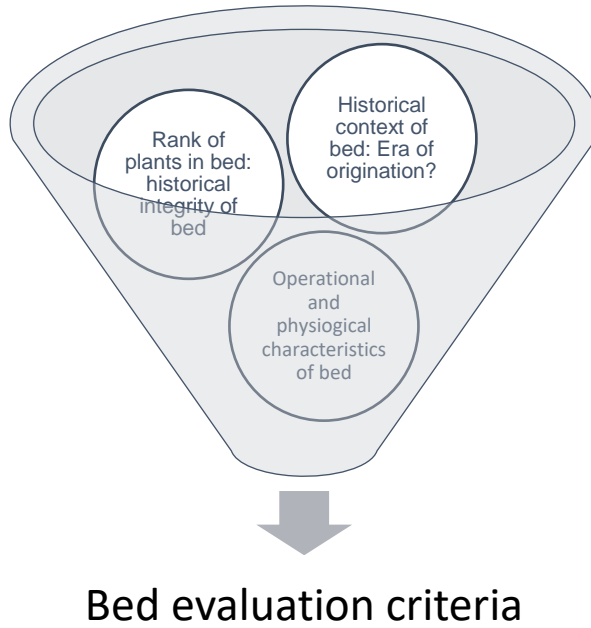 Rank of
plants in bed:
historical
integrity of
bed
Historical
context of
bed: Era of
origination?
Operational
and
physiogical
characteristics
of bed
Bed evaluation criteria